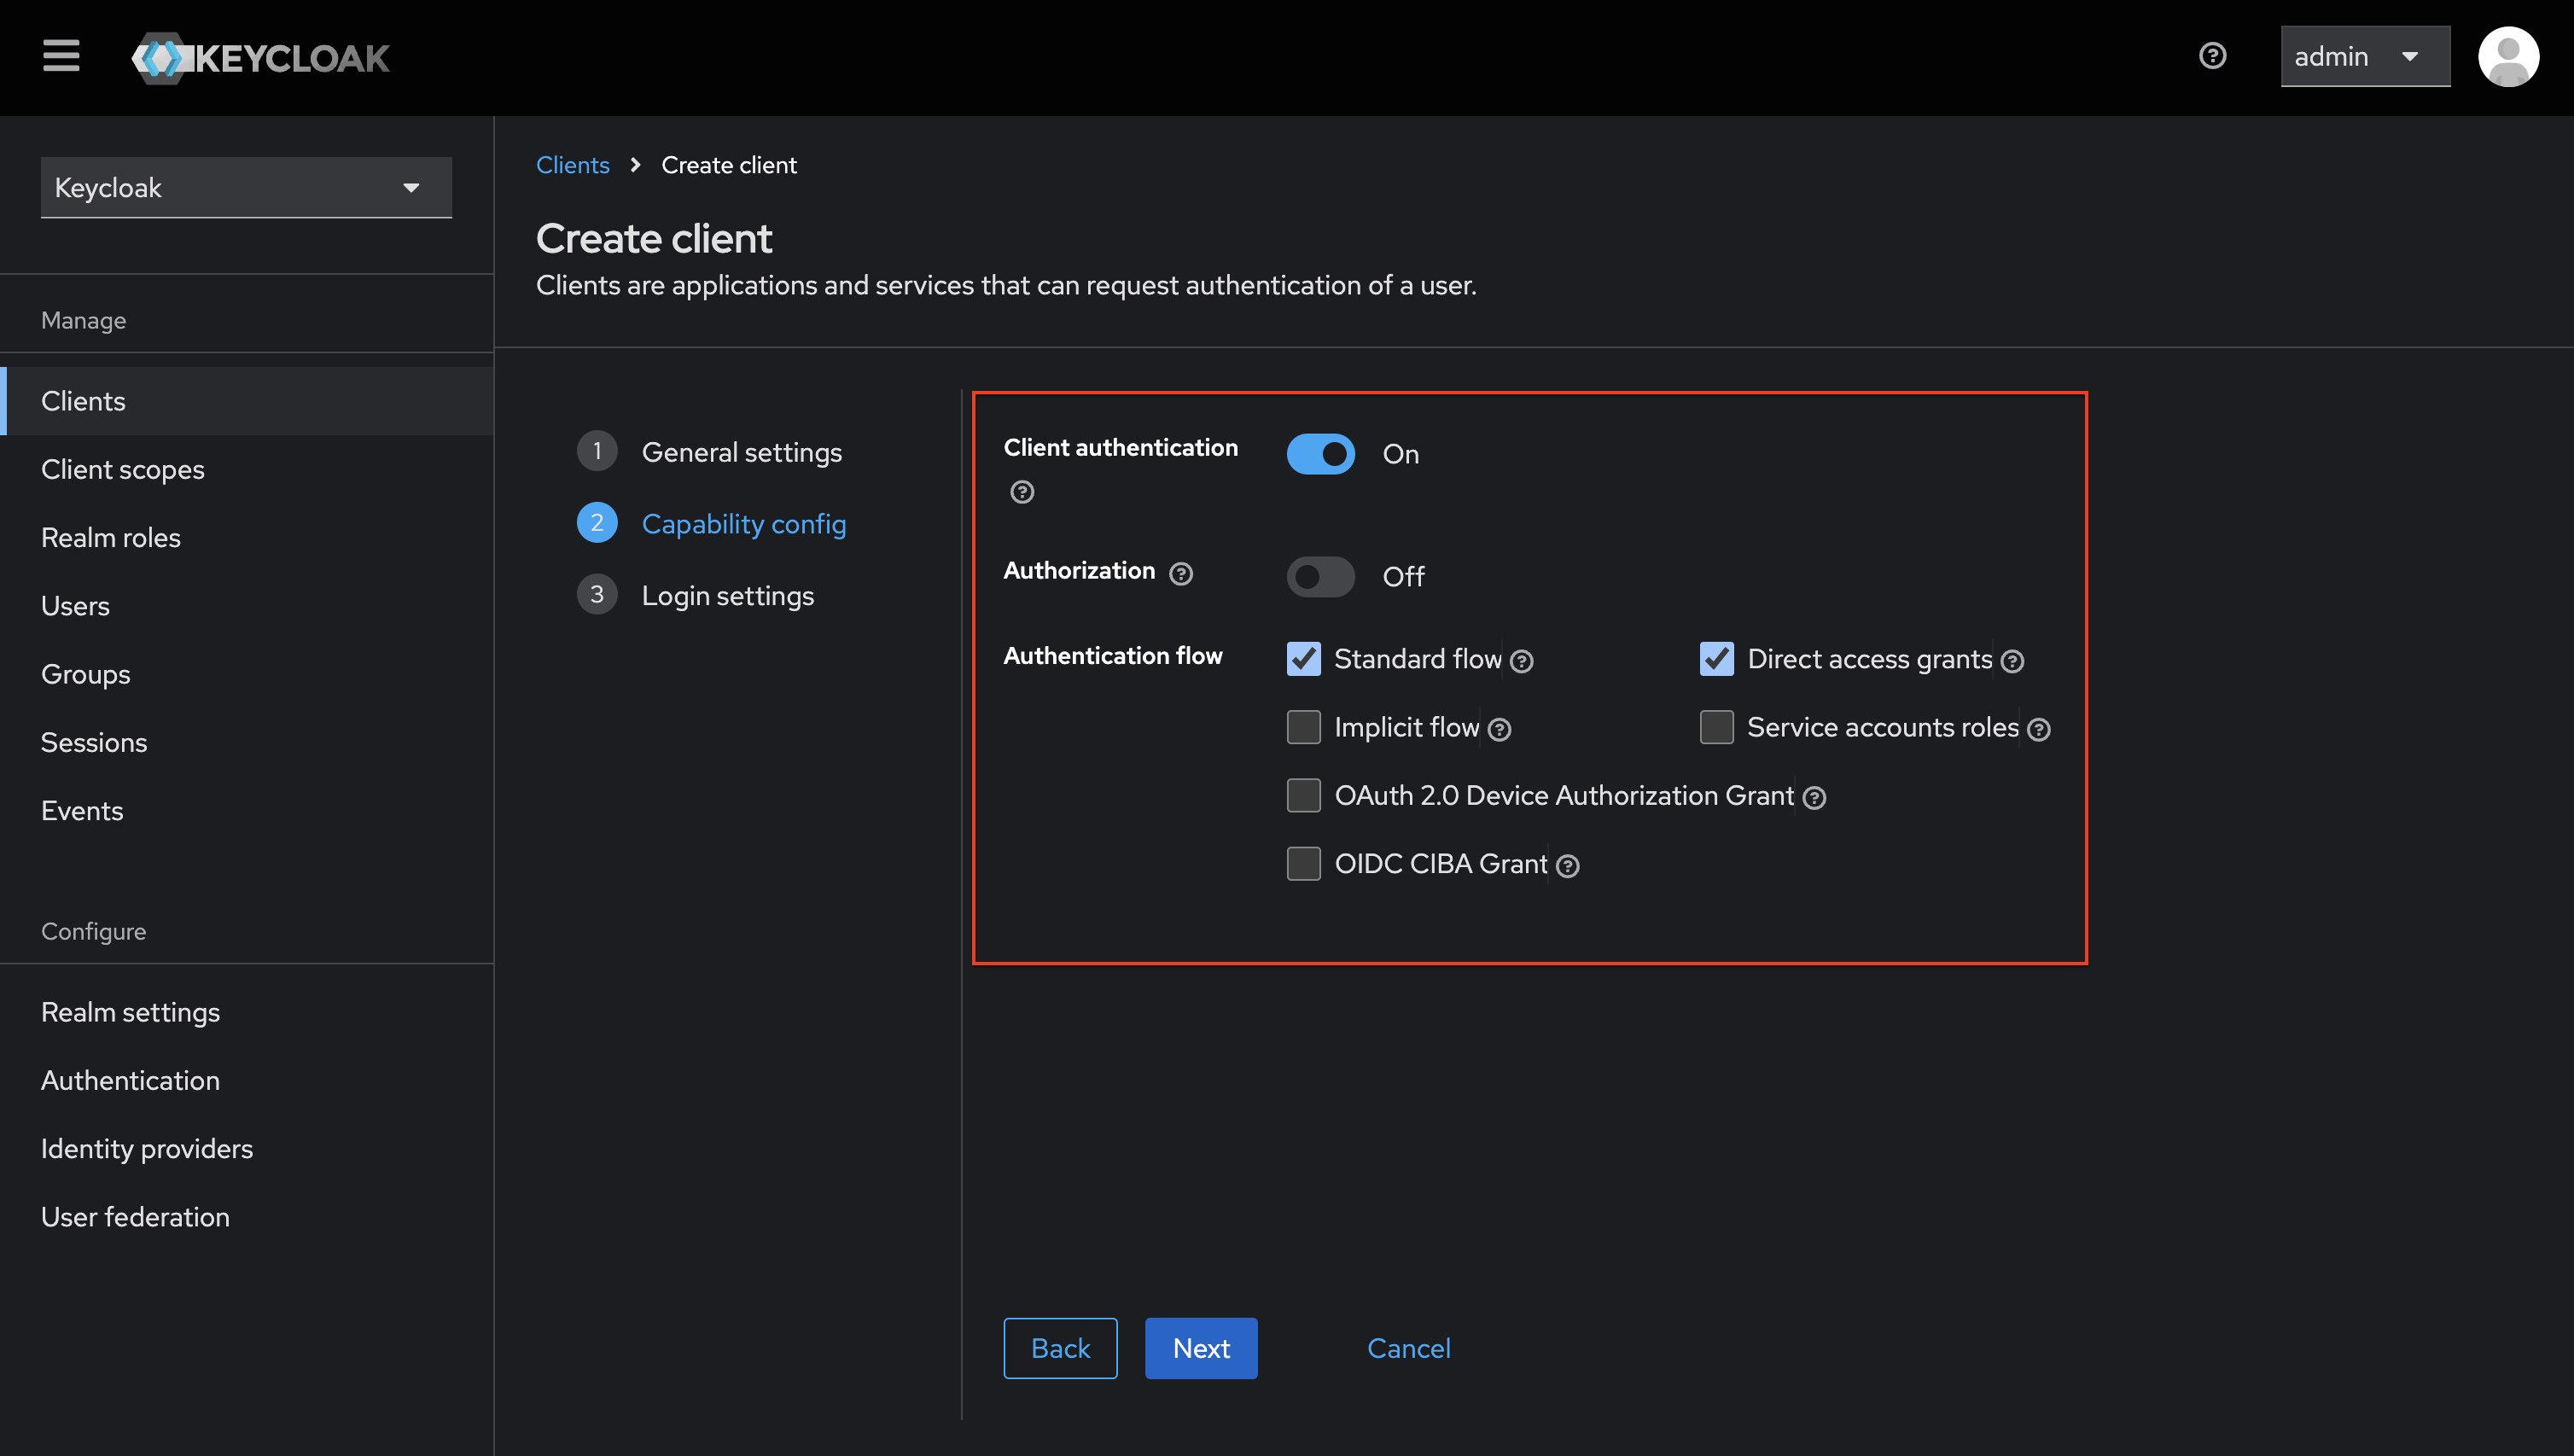 KEYCLOAK
admin
Keycloak
Manage
Clients
Client scopes
Realm roles
Users
Groups
Sessions
Events
Configure
Realm settings
Authentication
Identity providers
User federation
Clients Create client
Create client
Clients are applications and services that can request authentication of a user.
1 General settings
2 Capability config
3 Login settings
Client authentication On
Authorization Off
Authentication flow Standard flow Direct access grants
Implicit flow Service accounts roles
OAuth 2.0 Device Authorization Grant
OIDC CIBA Grant
Back Next Cancel